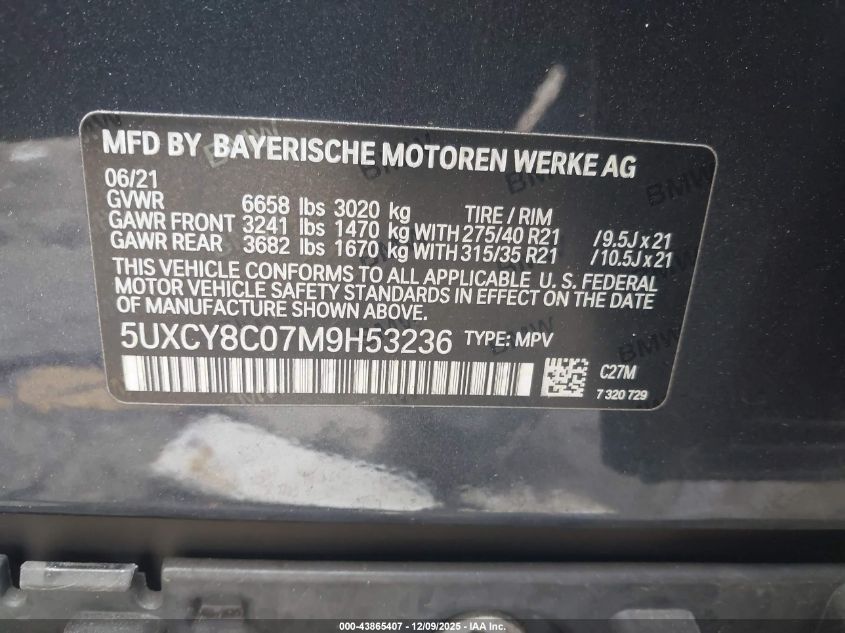 MFD BY BAYERISCHE MOTOREN WERKE AG
06/21
GVWR 6658 lbs 3020 kg TIRE / RIM
GAWR FRONT 3241 lbs 1470 kg WITH 275/40 R21 /9.5J x 21
GAWR REAR 3682 lbs 1670 kg WITH 315/35 R21 /10.5J x 21
THIS VEHICLE CONFORMS TO ALL APPLICABLE U. S. FEDERAL
MOTOR VEHICLE SAFETY STANDARDS IN EFFECT ON THE DATE
OF MANUFACTURE SHOWN ABOVE.
5UXCY8C07M9H53236 TYPE: MPV
C27M
7 320 729
000-43865407 - 12/09/2025 - IAA Inc.